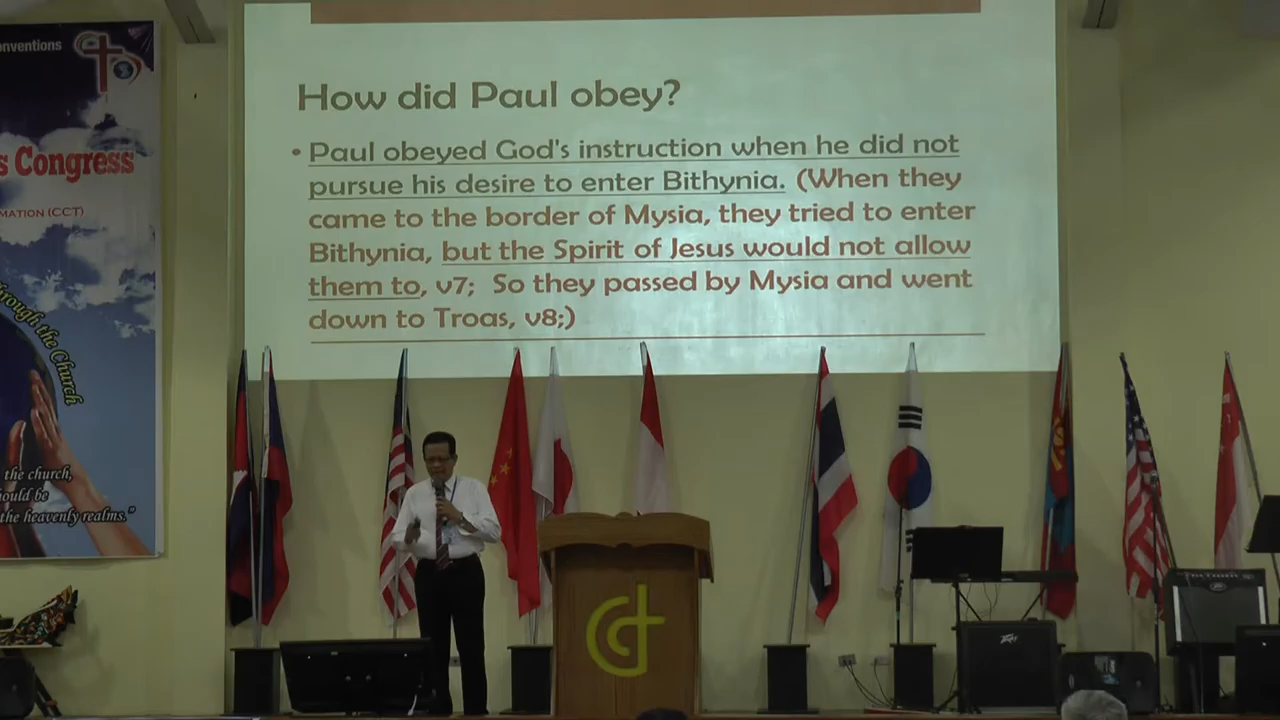 How did Paul obey?
• Paul obeyed God's instruction when he did not
pursue his desire to enter Bithynia. (When they
came to the border of Mysia, they tried to enter
Bithynia, but the Spirit of Jesus would not allow
them to, v7;  So they passed by Mysia and went
down to Troas, v8;)
onventions
s Congress
MATION (CCT)
through the Church
the church,
ould be
the heavenly realms."
PEAVEY